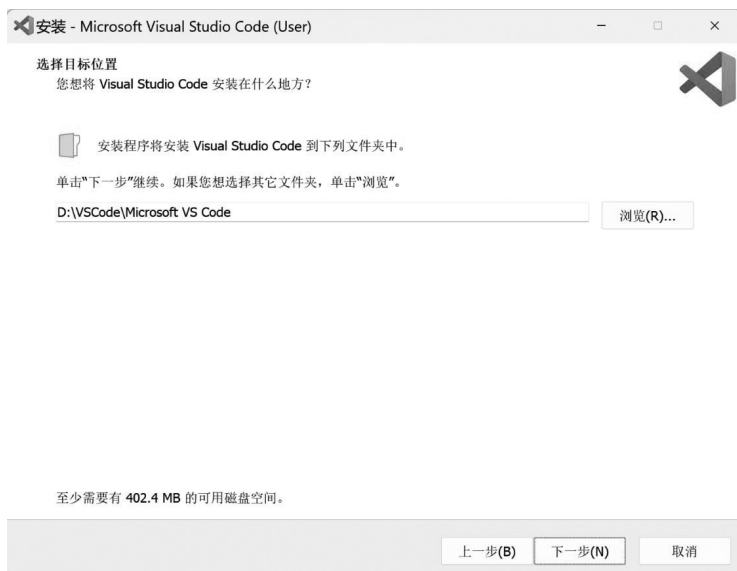 安装 - Microsoft Visual Studio Code (User)
选择目标位置
您想将 Visual Studio Code 安装在什么地方？
安装程序将安装 Visual Studio Code 到下列文件夹中。
单击“下一步”继续。如果您想选择其它文件夹，单击“浏览”。
D:\VSCode\Microsoft VS Code
浏览(R)...
至少需要有 402.4 MB 的可用磁盘空间。
上一步(B)
下一步(N)
取消